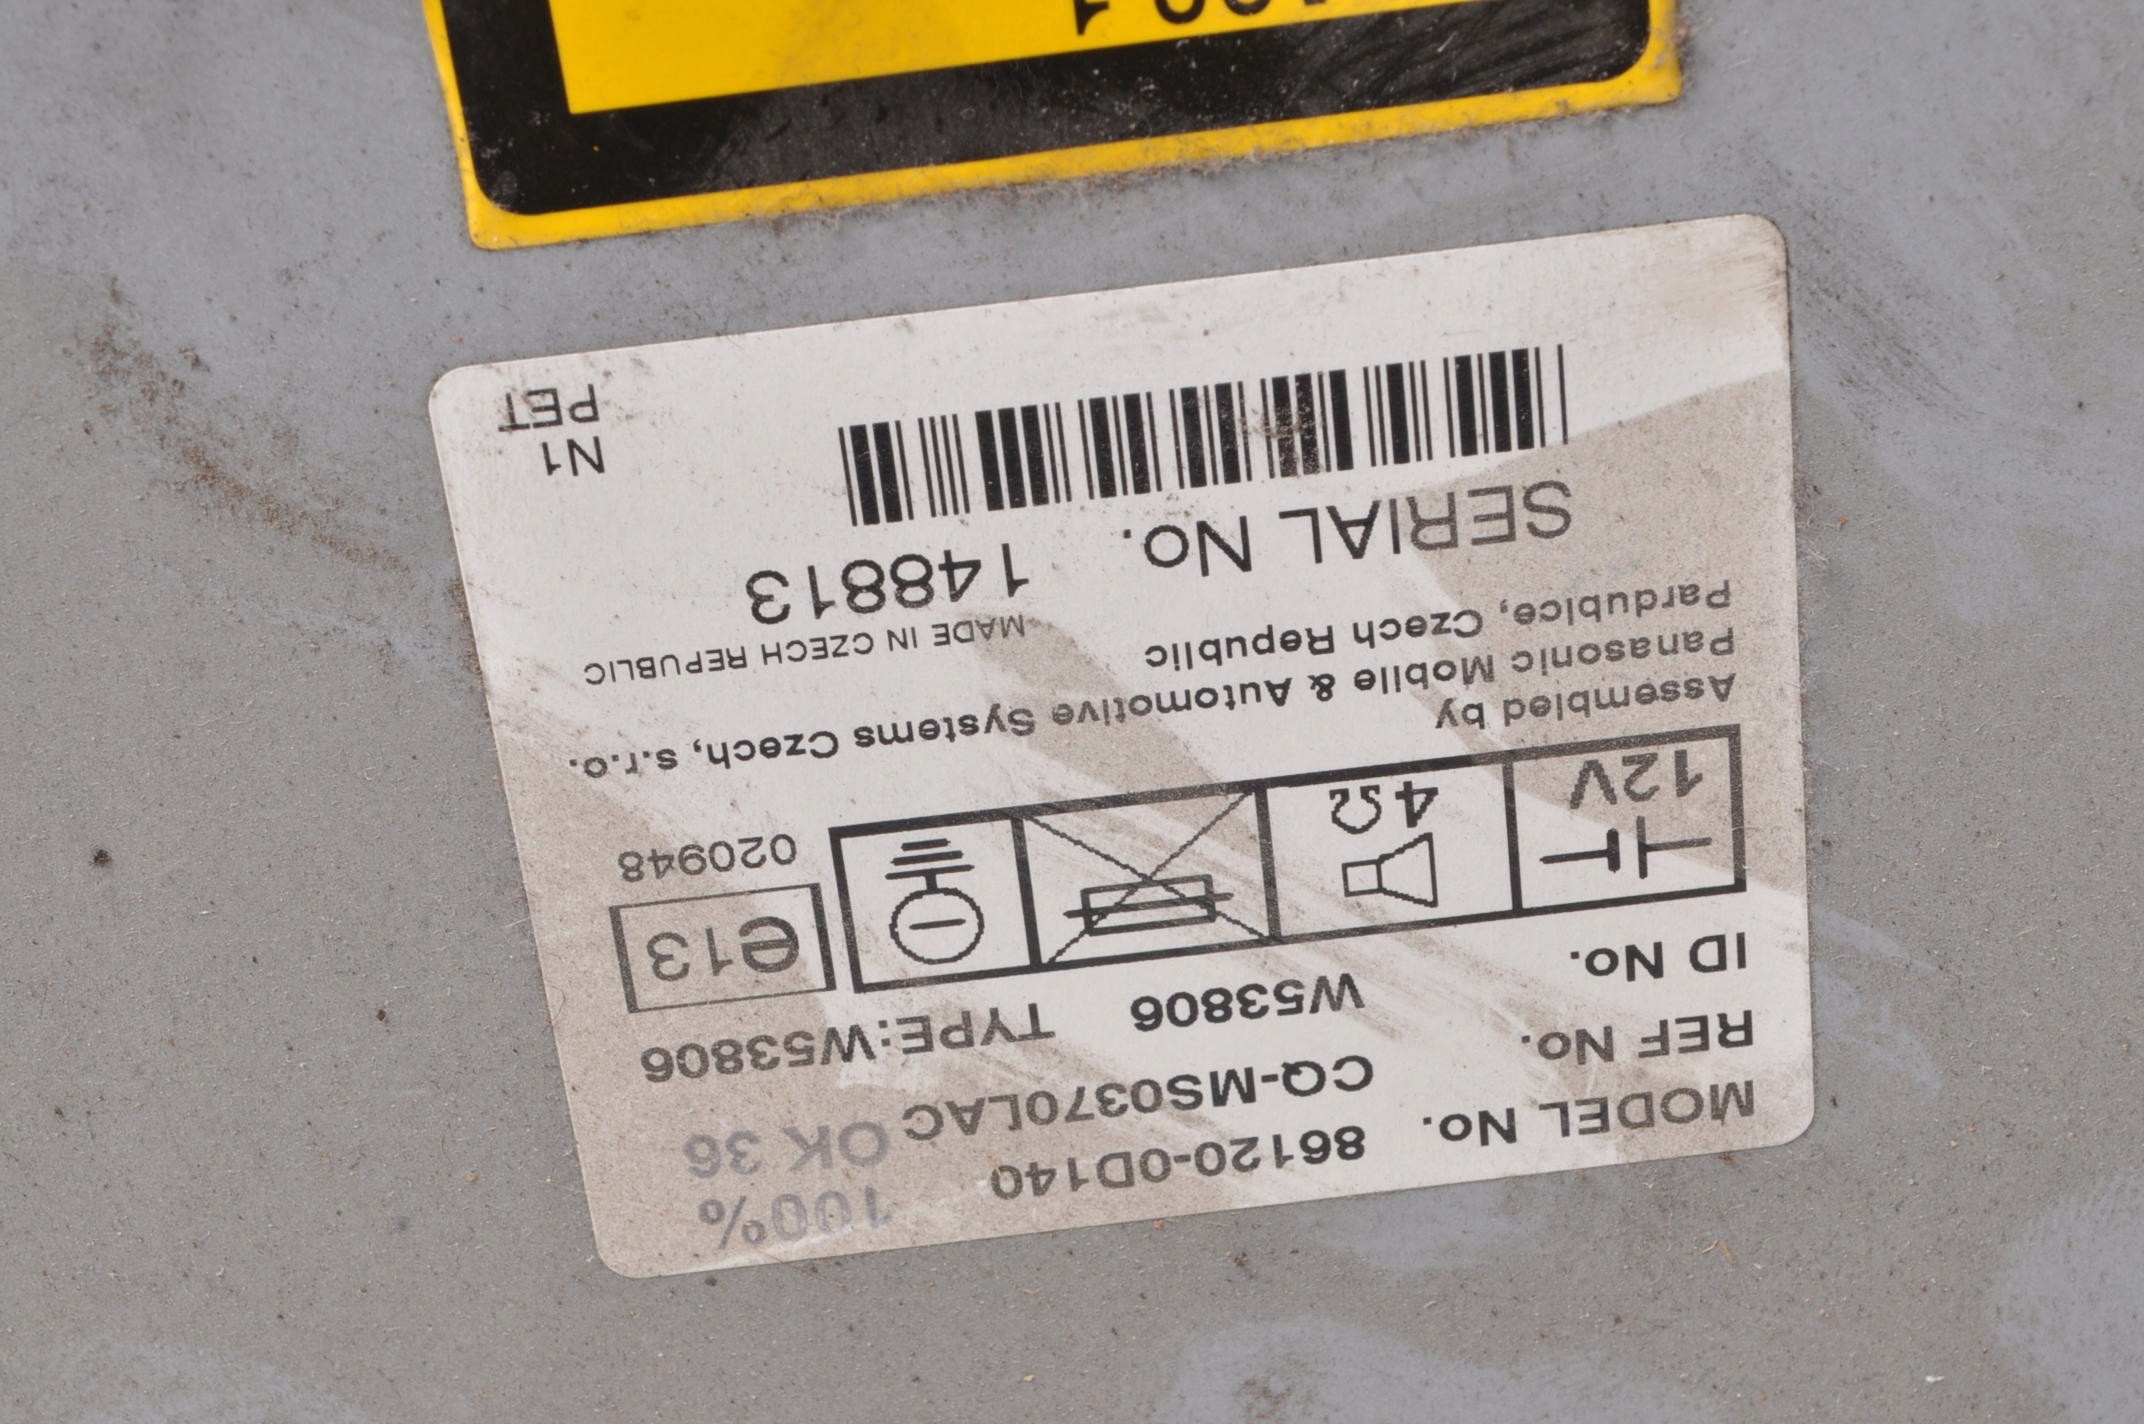 100%
MODEL No. 86120-0D140
OK 36
REF No. CQ-MS0370LAC
ID No. W53806 TYPE:W53806
12V
4Ω
e13
020948
Assembled by
Panasonic Mobile & Automotive Systems Czech, s.r.o.
Pardubice, Czech Republic
MADE IN CZECH REPUBLIC
SERIAL No. 148813
N1
PET